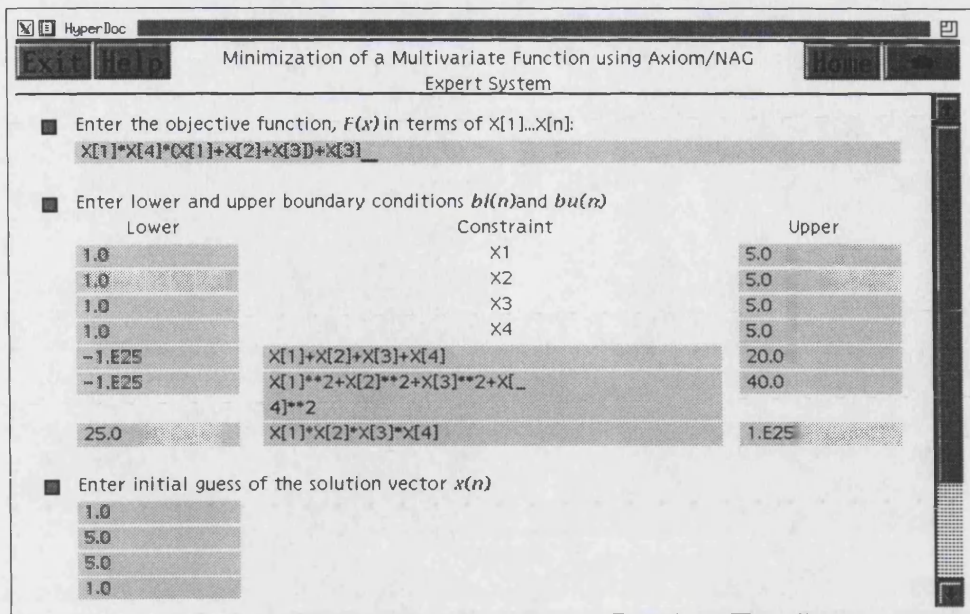 HyperDoc
Exit Help Minimization of a Multivariate Function using Axiom/NAG Home
Expert System
Enter the objective function, F(x) in terms of X[1]...X[n]:
X[1]*X[4]*(X[1]+X[2]+X[3])+X[3]
Enter lower and upper boundary conditions bl(n)and bu(n)
Lower Constraint Upper
1.0 X1 5.0
1.0 X2 5.0
1.0 X3 5.0
1.0 X4 5.0
-1.E25 X[1]+X[2]+X[3]+X[4] 20.0
-1.E25 X[1]**2+X[2]**2+X[3]**2+X[_ 40.0
4]**2
25.0 X[1]*X[2]*X[3]*X[4] 1.E25
Enter initial guess of the solution vector x(n)
1.0
5.0
5.0
1.0